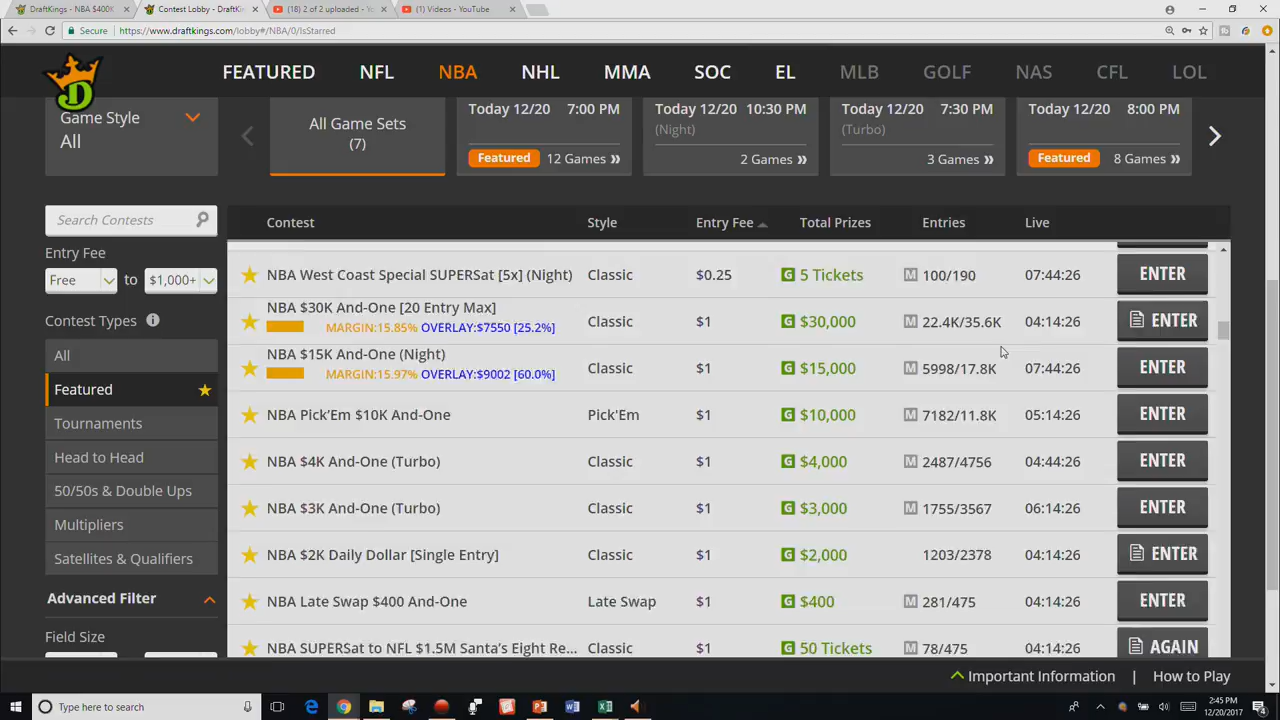 DraftKings - NBA $400K
Contest Lobby - DraftKin
(18) 2 of 2 uploaded - Yo
(1) Videos - YouTube
Secure https://www.draftkings.com/lobby#/NBA/0/IsStarred
FEATURED NFL NBA NHL MMA SOC EL MLB GOLF NAS CFL LOL
Game Style
All
All Game Sets
(7)
Today 12/20 7:00 PM
Featured 12 Games »
Today 12/20 10:30 PM
(Night)
2 Games »
Today 12/20 7:30 PM
(Turbo)
3 Games »
Today 12/20 8:00 PM
Featured 8 Games »
Search Contests
Entry Fee
Free to $1,000+
Contest Types
All
Featured
Tournaments
Head to Head
50/50s & Double Ups
Multipliers
Satellites & Qualifiers
Advanced Filter
Field Size
Contest Style Entry Fee Total Prizes Entries Live
NBA West Coast Special SUPERSat [5x] (Night) Classic $0.25 G 5 Tickets M 100/190 07:44:26 ENTER
NBA $30K And-One [20 Entry Max]
MARGIN:15.85% OVERLAY:$7550 [25.2%]
Classic $1 G $30,000 M 22.4K/35.6K 04:14:26 ENTER
NBA $15K And-One (Night)
MARGIN:15.97% OVERLAY:$9002 [60.0%]
Classic $1 G $15,000 M 5998/17.8K 07:44:26 ENTER
NBA Pick'Em $10K And-One Pick'Em $1 G $10,000 M 7182/11.8K 05:14:26 ENTER
NBA $4K And-One (Turbo) Classic $1 G $4,000 M 2487/4756 04:44:26 ENTER
NBA $3K And-One (Turbo) Classic $1 G $3,000 M 1755/3567 06:14:26 ENTER
NBA $2K Daily Dollar [Single Entry] Classic $1 G $2,000 1203/2378 04:14:26 ENTER
NBA Late Swap $400 And-One Late Swap $1 G $400 M 281/475 04:14:26 ENTER
NBA SUPERSat to NFL $1.5M Santa's Eight Re... Classic $1 G 50 Tickets M 78/475 04:14:26 AGAIN
Important Information | How to Play
Type here to search
2:45 PM
12/20/2017